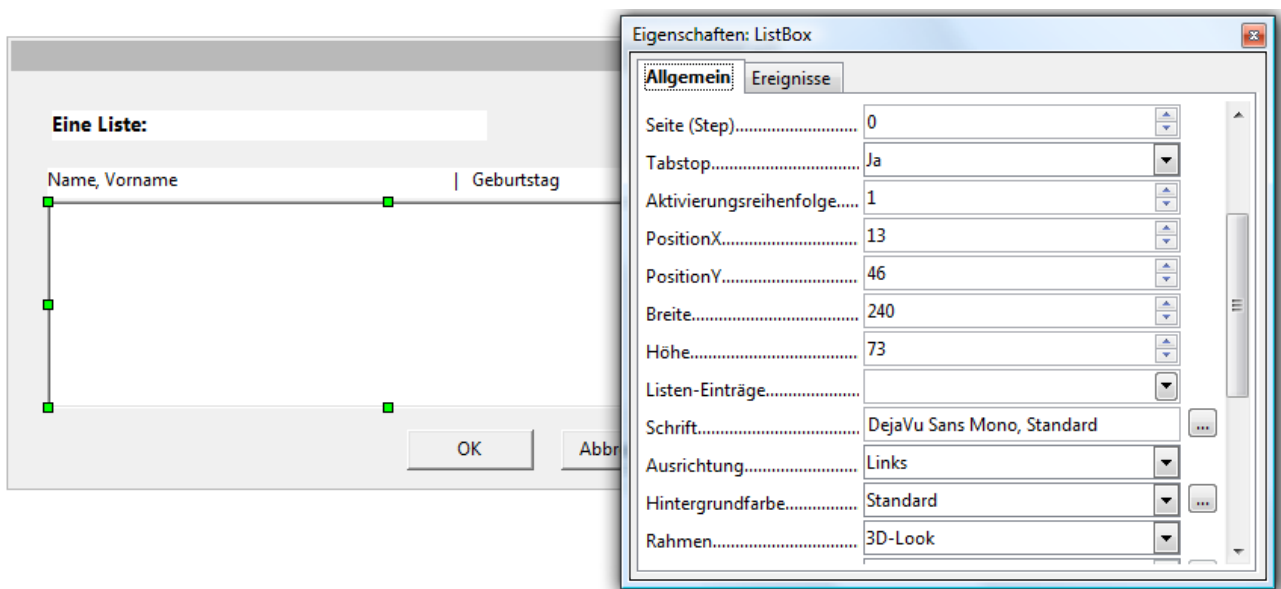 Eine Liste:
Name, Vorname | Geburtstag
OK
Abbr
Eigenschaften: ListBox
Allgemein Ereignisse
Seite (Step)........................... 0
Tabstop................................ Ja
Aktivierungsreihenfolge..... 1
PositionX.............................. 13
PositionY.............................. 46
Breite.................................... 240
Höhe.................................... 73
Listen-Einträge.....................
Schrift................................... DejaVu Sans Mono, Standard ...
Ausrichtung......................... Links
Hintergrundfarbe................ Standard ...
Rahmen............................... 3D-Look